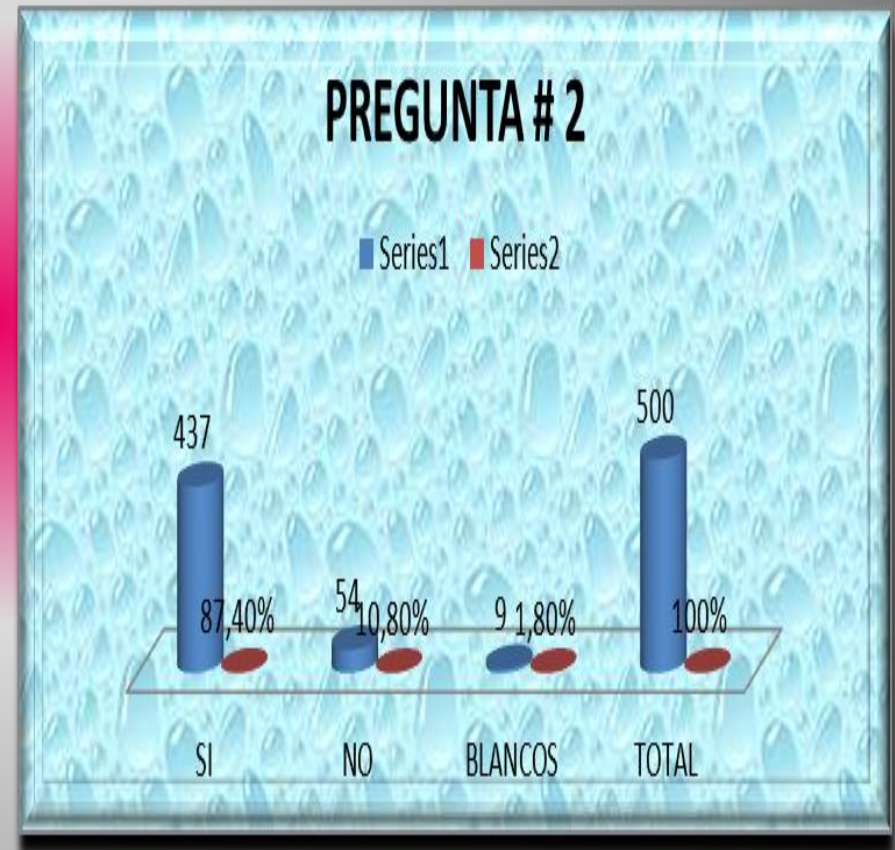 PREGUNTA # 2
Series1 Series2
500
437
54
87,40% 10,80% 9 1,80% 100%
SI NO BLANCOS TOTAL